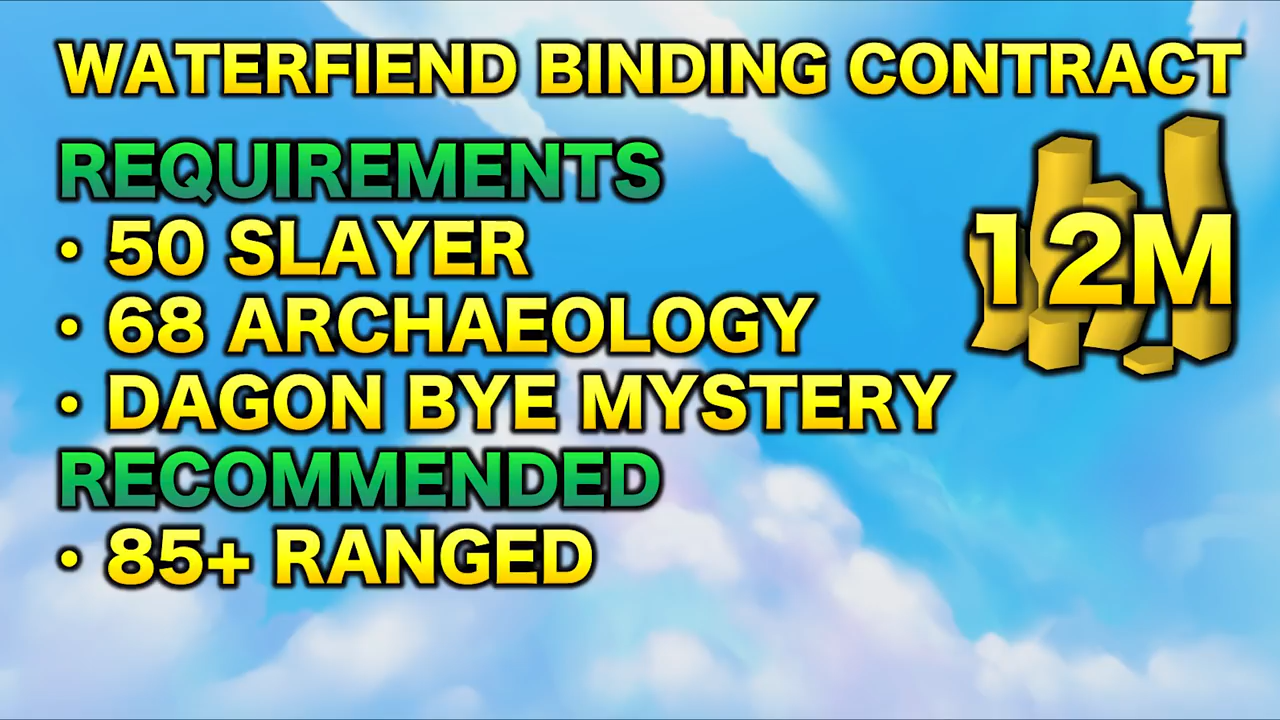 WATERFIEND BINDING CONTRACT
REQUIREMENTS
• 50 SLAYER
12M
• 68 ARCHAEOLOGY
• DAGON BYE MYSTERY
RECOMMENDED
• 85+ RANGED